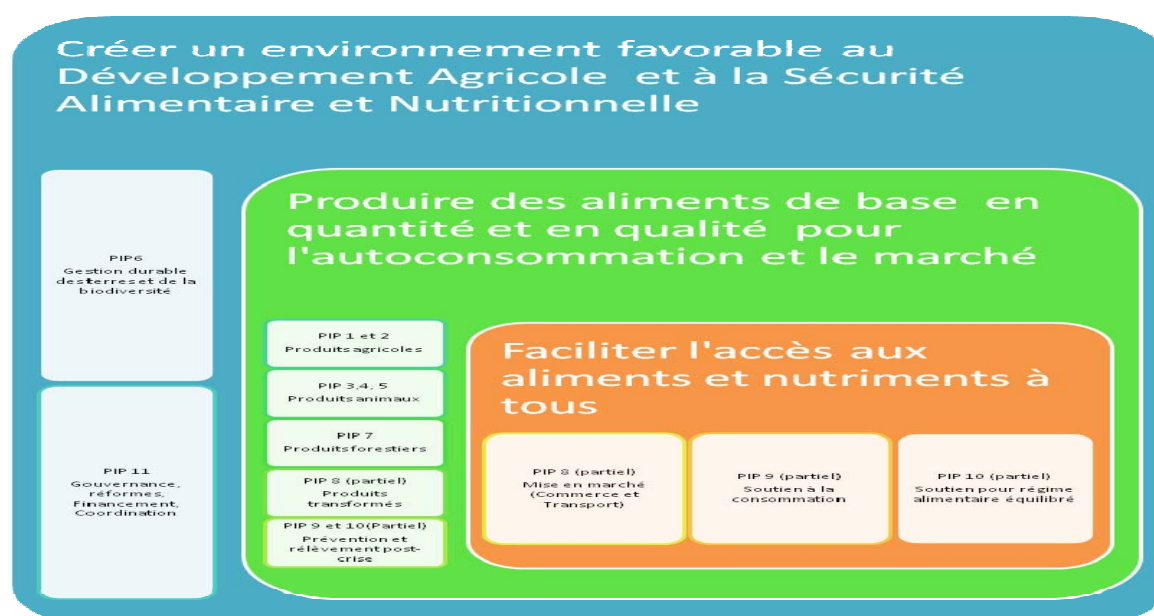 Créer un environnement favorable au
Développement Agricole et à la Sécurité
Alimentaire et Nutritionnelle
PIP6
Gestion durable
des terres et de la
biodiversité
PIP 11
Gouvernance,
réformes,
Financement,
Coordination
Produire des aliments de base en
quantité et en qualité pour
l'autoconsommation et le marché
PIP 1 et 2
Produits agricoles
PIP 3,4, 5
Produits animaux
PIP 7
Produits forestiers
PIP 8 (partiel)
Produits
transformés
PIP 9 et 10(Partiel)
Prévention et
rélèvement post-
crise
Faciliter l'accès aux
aliments et nutriments à
tous
PIP 8 (partiel)
Mise en marché
(Commerce et
Transport)
PIP 9 (partiel)
Soutien à la
consommation
PIP 10 (partiel)
Soutien pour régime
alimentaire équilibré